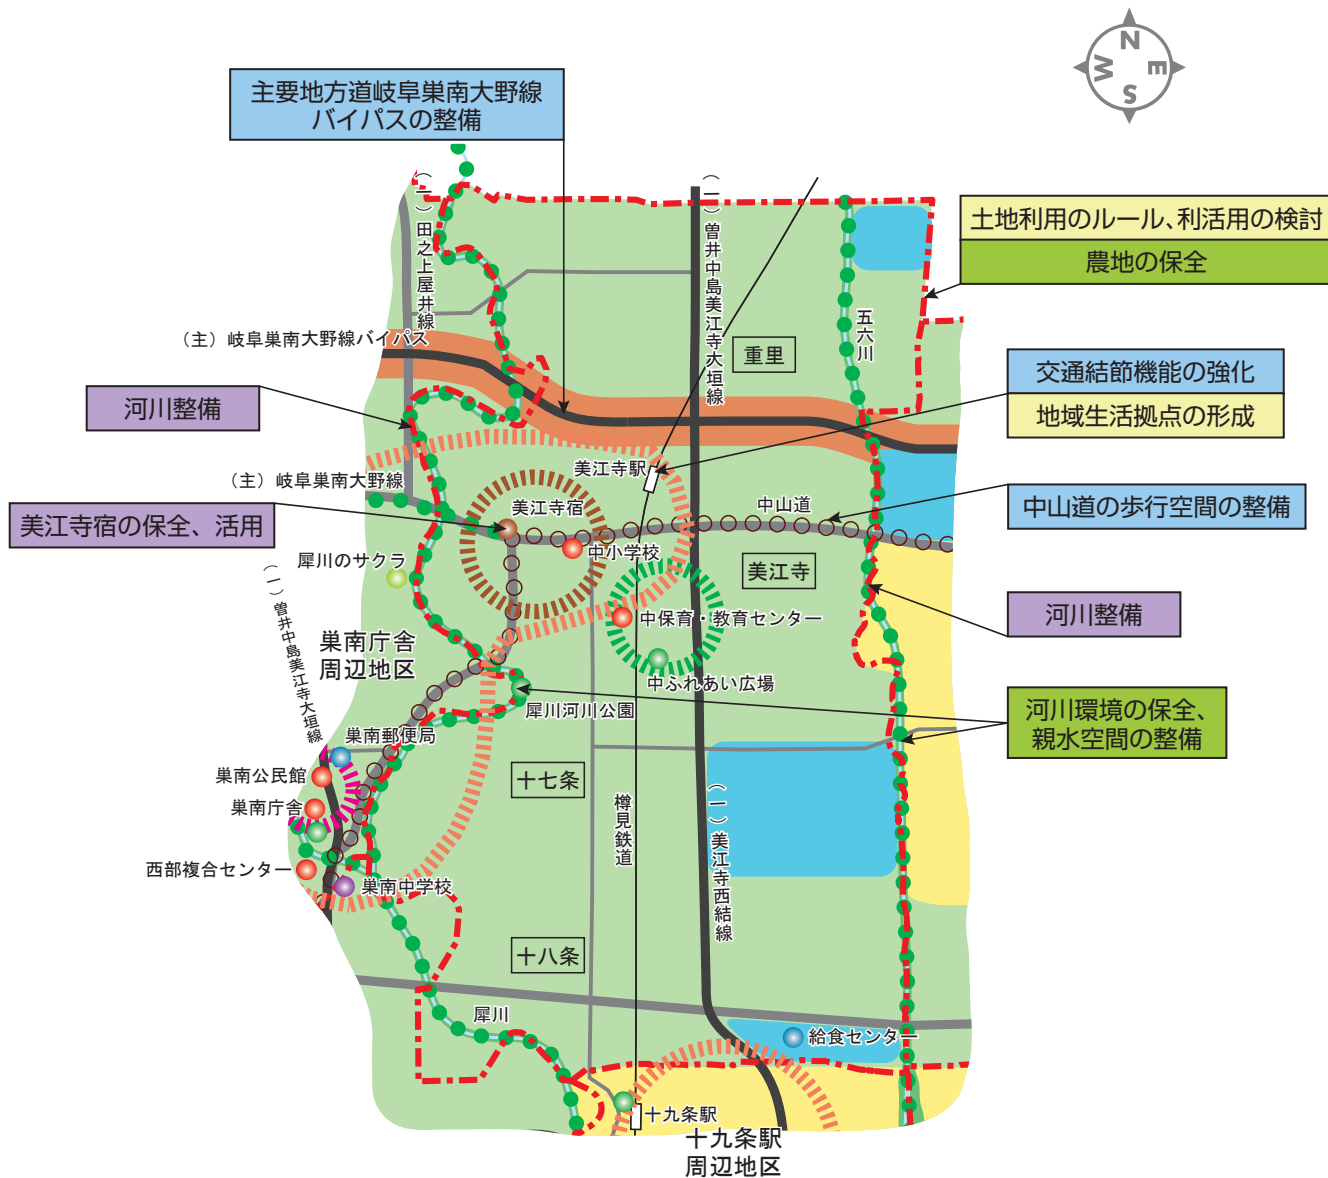 N
E
S
W
主要地方道岐阜巣南大野線
バイパスの整備
土地利用のルール、利活用の検討
農地の保全
(一)田之上屋井線
(一)曽井中島美江寺大垣線
五六川
(主)岐阜巣南大野線バイパス
重里
交通結節機能の強化
地域生活拠点の形成
河川整備
美江寺駅
(主)岐阜巣南大野線
美江寺宿
中山道
中山道の歩行空間の整備
美江寺宿の保全、活用
中小学校
犀川のサクラ
美江寺
(一)曽井中島美江寺大垣線
中保育・教育センター
河川整備
巣南庁舎
周辺地区
中ふれあい広場
犀川河川公園
河川環境の保全、
親水空間の整備
巣南郵便局
巣南公民館
十七条
巣南庁舎
樽見鉄道
(一)美江寺西結線
西部複合センター
巣南中学校
十八条
犀川
給食センター
十九条駅
十九条駅
周辺地区